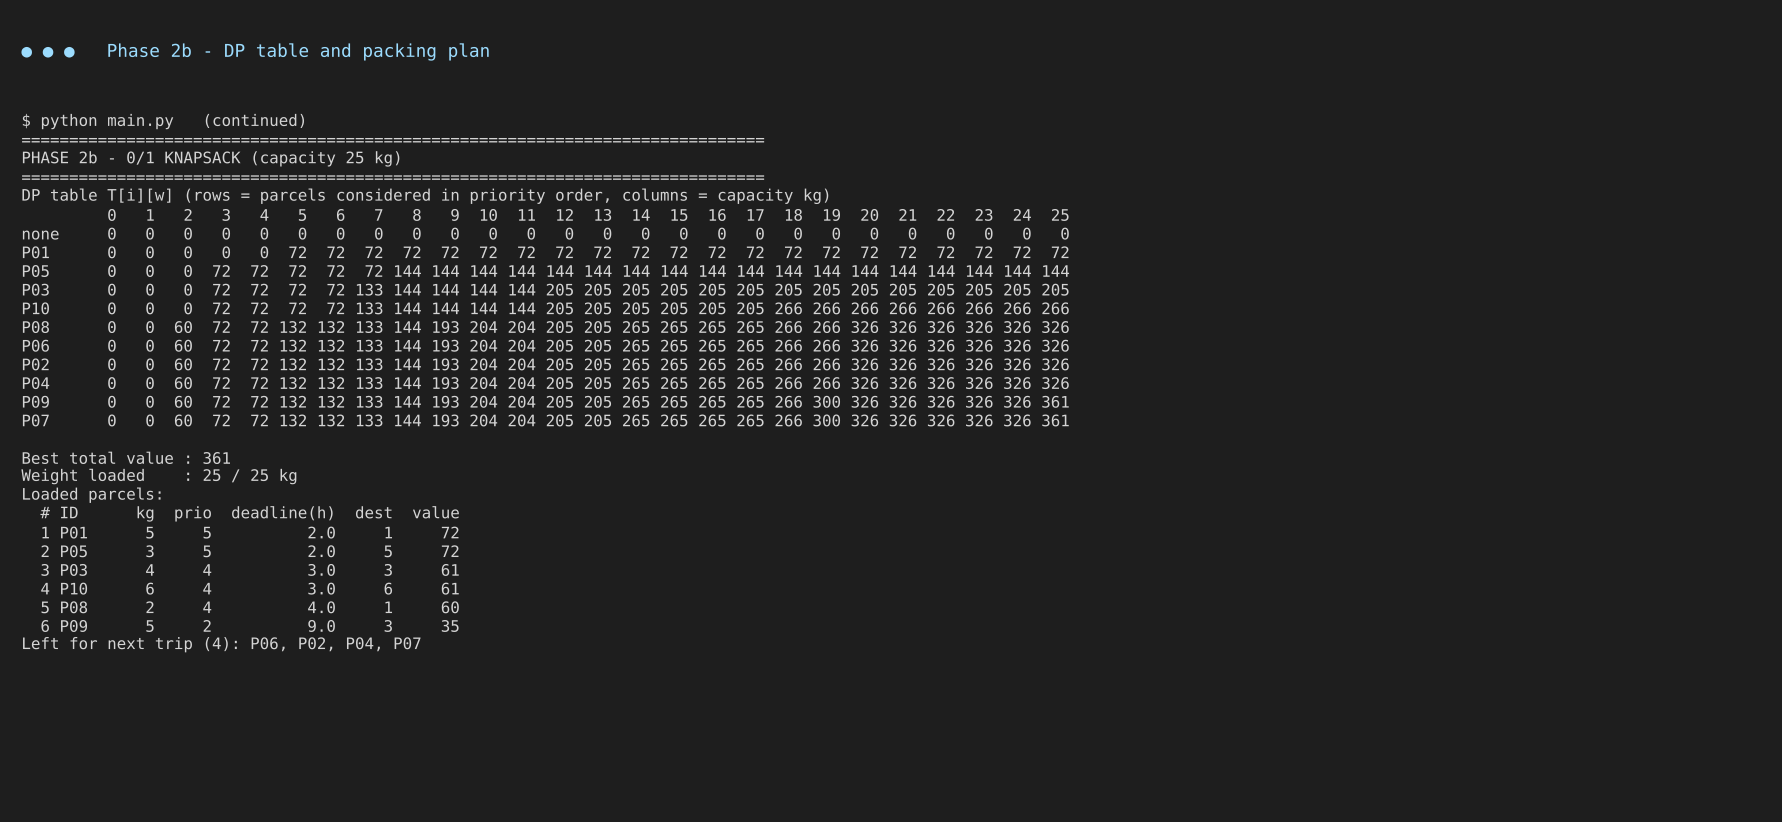 ● ● ●   Phase 2b - DP table and packing plan
$ python main.py   (continued)
==============================================================================
PHASE 2b - 0/1 KNAPSACK (capacity 25 kg)
==============================================================================
DP table T[i][w] (rows = parcels considered in priority order, columns = capacity kg)
         0   1   2   3   4   5   6   7   8   9  10  11  12  13  14  15  16  17  18  19  20  21  22  23  24  25
none     0   0   0   0   0   0   0   0   0   0   0   0   0   0   0   0   0   0   0   0   0   0   0   0   0   0
P01      0   0   0   0   0  72  72  72  72  72  72  72  72  72  72  72  72  72  72  72  72  72  72  72  72  72
P05      0   0   0  72  72  72  72  72 144 144 144 144 144 144 144 144 144 144 144 144 144 144 144 144 144 144
P03      0   0   0  72  72  72  72 133 144 144 144 144 205 205 205 205 205 205 205 205 205 205 205 205 205 205
P10      0   0   0  72  72  72  72 133 144 144 144 144 205 205 205 205 205 205 266 266 266 266 266 266 266 266
P08      0   0  60  72  72 132 132 133 144 193 204 204 205 205 265 265 265 265 266 266 326 326 326 326 326 326
P06      0   0  60  72  72 132 132 133 144 193 204 204 205 205 265 265 265 265 266 266 326 326 326 326 326 326
P02      0   0  60  72  72 132 132 133 144 193 204 204 205 205 265 265 265 265 266 266 326 326 326 326 326 326
P04      0   0  60  72  72 132 132 133 144 193 204 204 205 205 265 265 265 265 266 266 326 326 326 326 326 326
P09      0   0  60  72  72 132 132 133 144 193 204 204 205 205 265 265 265 265 266 300 326 326 326 326 326 361
P07      0   0  60  72  72 132 132 133 144 193 204 204 205 205 265 265 265 265 266 300 326 326 326 326 326 361
Best total value : 361
Weight loaded    : 25 / 25 kg
Loaded parcels:
  # ID      kg  prio  deadline(h)  dest  value
  1 P01      5     5          2.0     1     72
  2 P05      3     5          2.0     5     72
  3 P03      4     4          3.0     3     61
  4 P10      6     4          3.0     6     61
  5 P08      2     4          4.0     1     60
  6 P09      5     2          9.0     3     35
Left for next trip (4): P06, P02, P04, P07